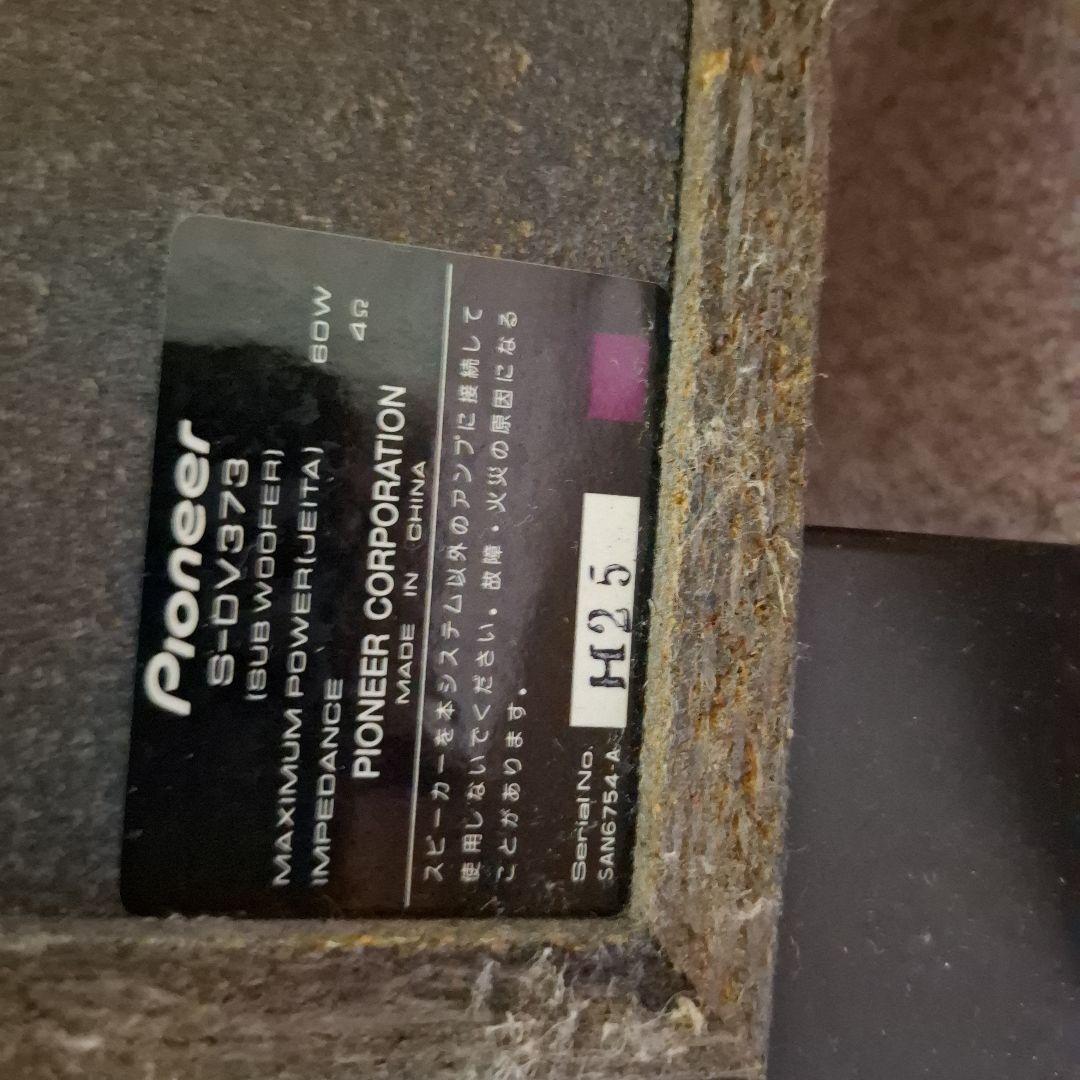 Pioneer
S-DV373
(SUB WOOFER)
MAXIMUM POWER(JEITA) 60W
IMPEDANCE 4Ω
PIONEER CORPORATION
MADE IN CHINA
スピーカーを本システム以外のアンプに接続して
使用しないでください。故障・火災の原因になる
ことがあります。
Serial No.
SAN6754-A
H25